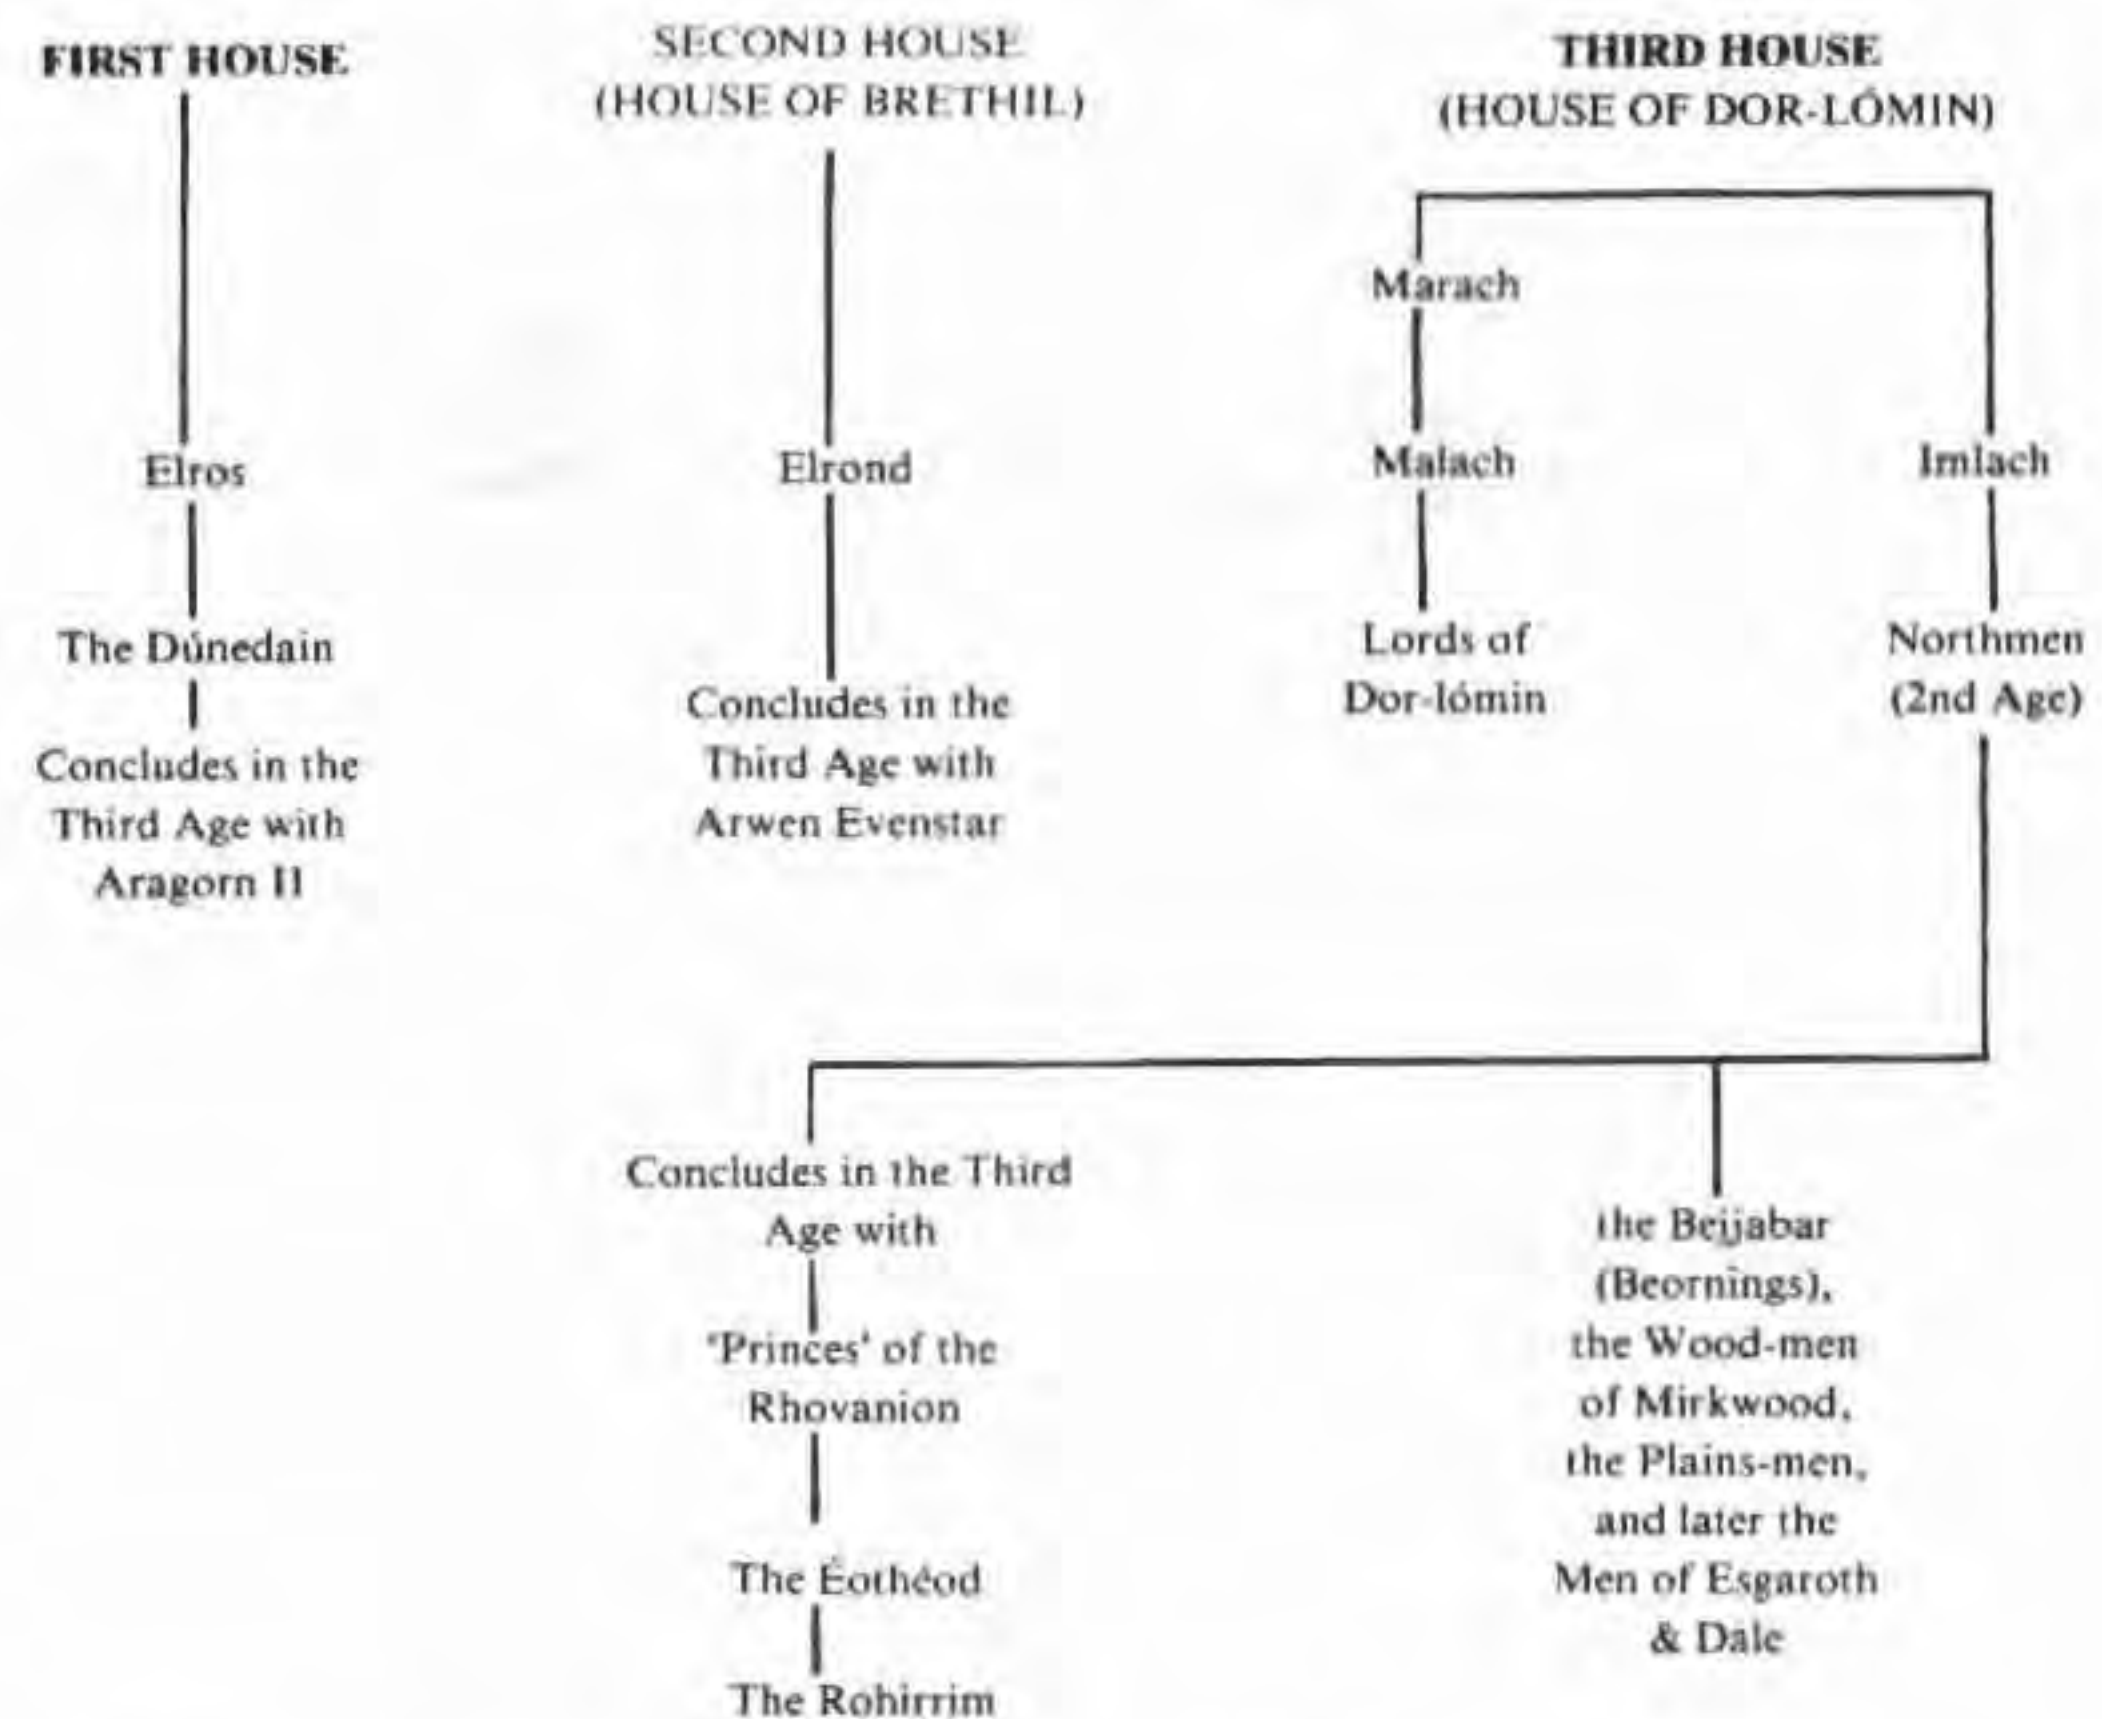 FIRST HOUSE
Elros
The Dúnedain
Concludes in the
Third Age with
Aragorn II
SECOND HOUSE
(HOUSE OF BRETHIL)
Elrond
Concludes in the
Third Age with
Arwen Evenstar
THIRD HOUSE
(HOUSE OF DOR-LÓMIN)
Marach
Malach
Lords of
Dor-lómin
Imlach
Northmen
(2nd Age)
Concludes in the Third
Age with
'Princes' of the
Rhovanion
The Éothéod
The Rohirrim
the Beijabar
(Beornings),
the Wood-men
of Mirkwood,
the Plains-men,
and later the
Men of Esgaroth
& Dale